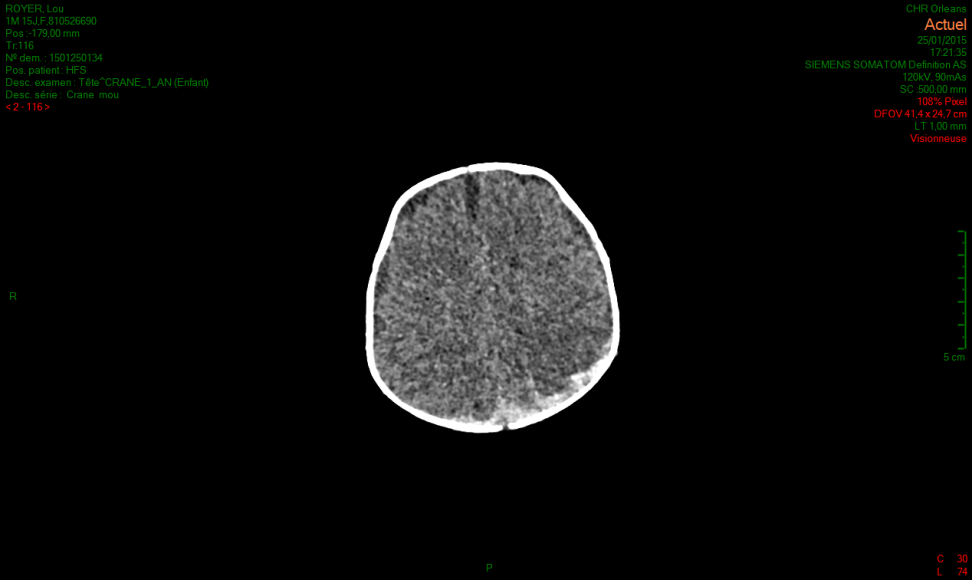 ROYER, Lou
1M 15J,F,810526690
Pos.:-179,00 mm
Tr:116
Nº dem. : 1501250134
Pos. patient : HFS
Desc. examen : Tête^CRANE_1_AN (Enfant)
Desc. série : Crane mou
< 2 - 116 >
CHR Orleans
Actuel
25/01/2015
17:21:35
SIEMENS SOMATOM Definition AS
120kV, 90mAs
SC :500,00 mm
108% Pixel
DFOV 41,4 x 24,7 cm
LT 1,00 mm
Visionneuse
R
5 cm
P
C 30
L 74